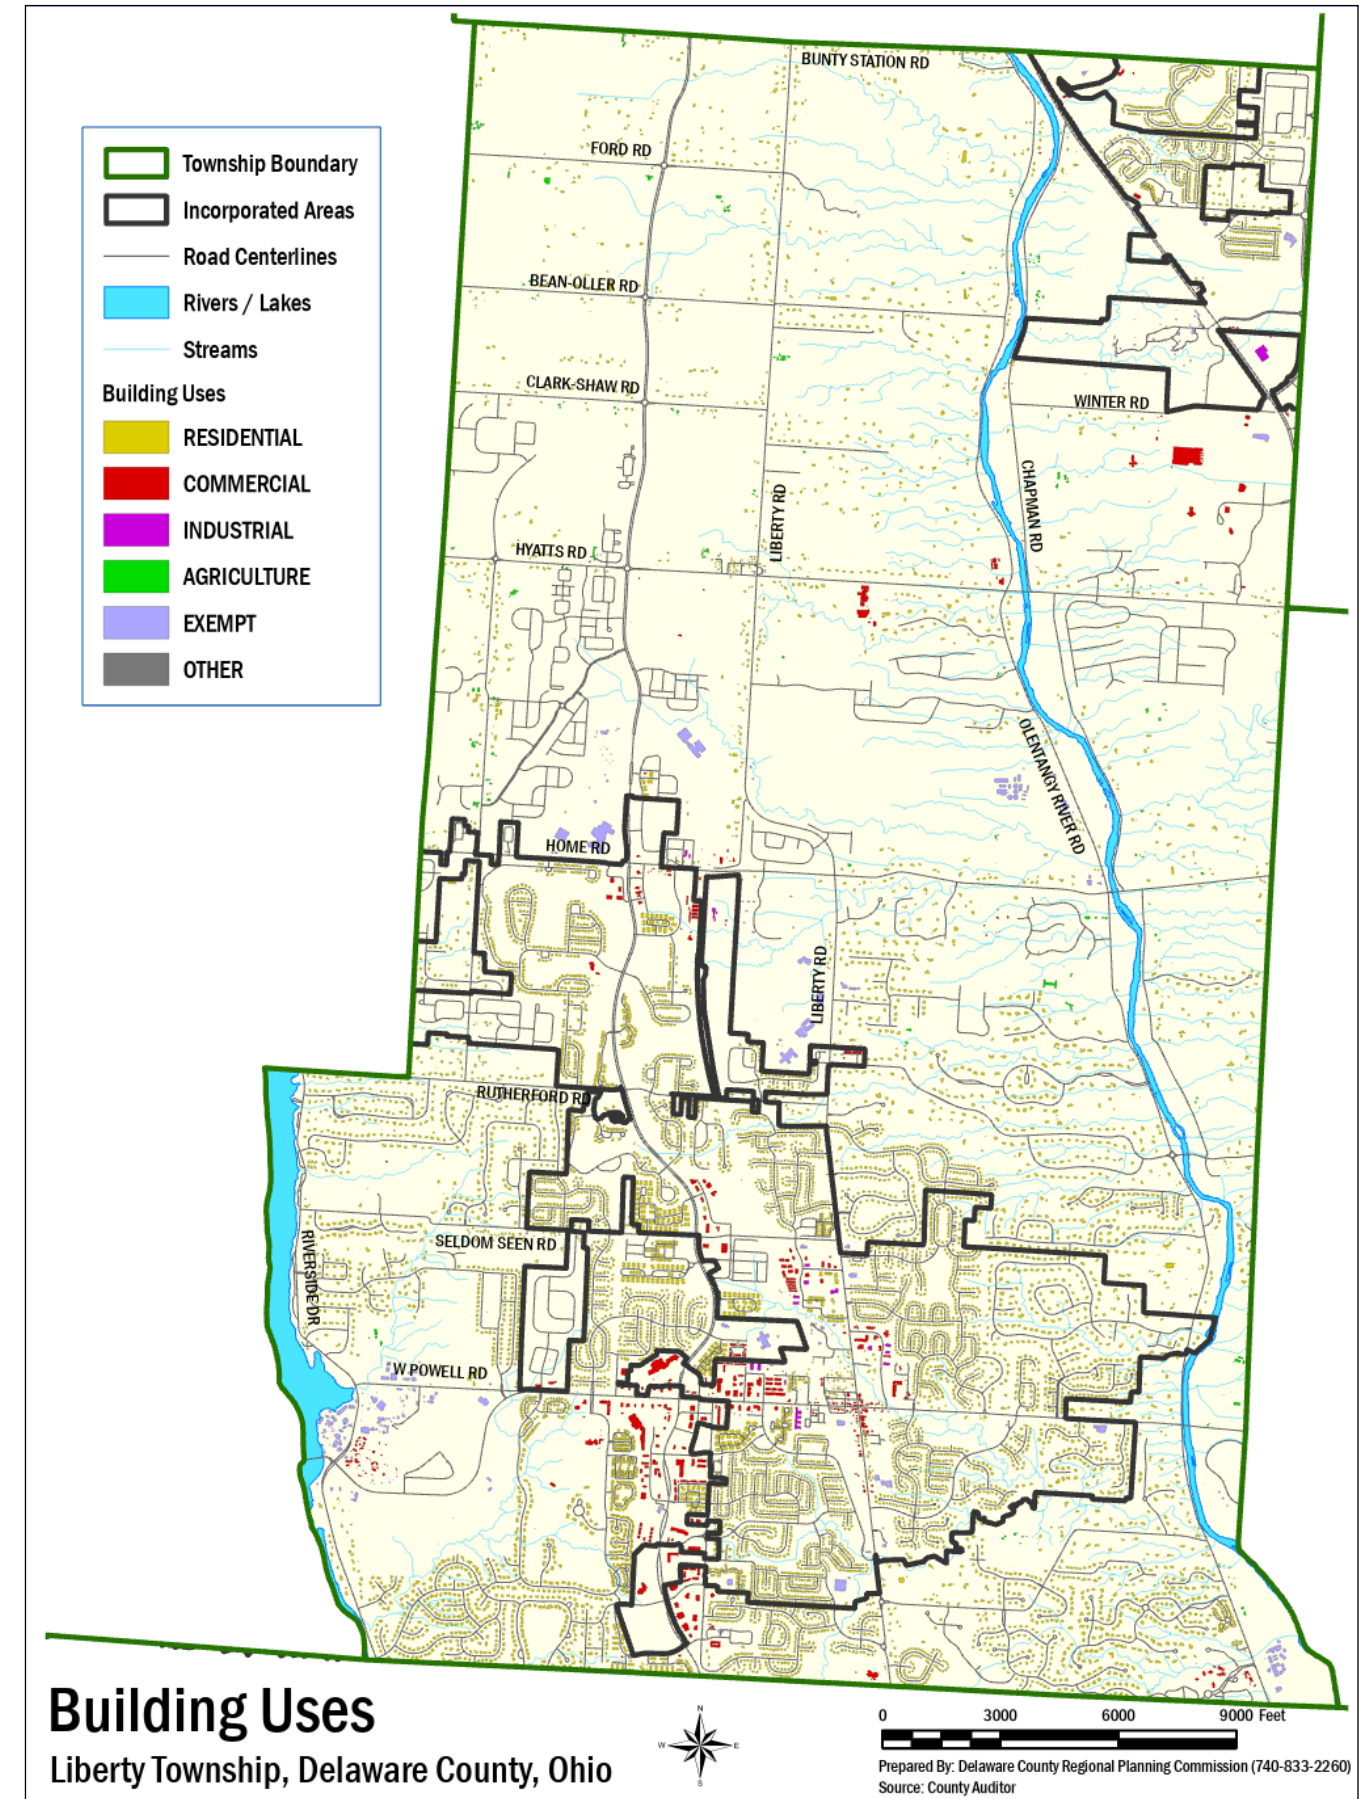 BUNTY STATION RD
FORD RD
Township Boundary
Incorporated Areas
Road Centerlines
Rivers / Lakes
Streams
Building Uses
RESIDENTIAL
COMMERCIAL
INDUSTRIAL
AGRICULTURE
EXEMPT
OTHER
BEAN-OLLER RD
CLARK-SHAW RD
WINTER RD
CHAPMAN RD
LIBERTY RD
HYATTS RD
OLENTANGY RIVER RD
HOME RD
LIBERTY RD
RUTHERFORD RD
SELDOM SEEN RD
RIVERSIDE DR
W POWELL RD
Building Uses
Liberty Township, Delaware County, Ohio
N
W E
S
0 3000 6000 9000 Feet
Prepared By: Delaware County Regional Planning Commission (740-833-2260)
Source: County Auditor